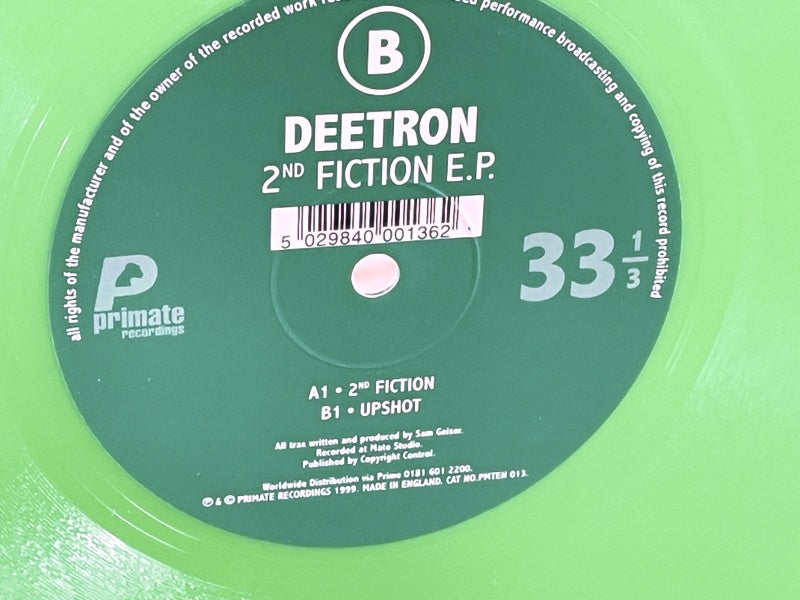 all rights of the manufacturer and of the owner of the recorded work
performance broadcasting and copying of this record prohibited
B
DEETRON
2ND FICTION E.P.
5 029840 001362
33 1/3
P
primate
recordings
A1 • 2ND FICTION
B1 • UPSHOT
All trax written and produced by Sam Geiser.
Recorded at Mate Studio.
Published by Copyright Control.
Worldwide Distribution via Prime 0181 601 2200.
℗ & © PRIMATE RECORDINGS 1999. MADE IN ENGLAND. CAT NO.PMTEN 013.